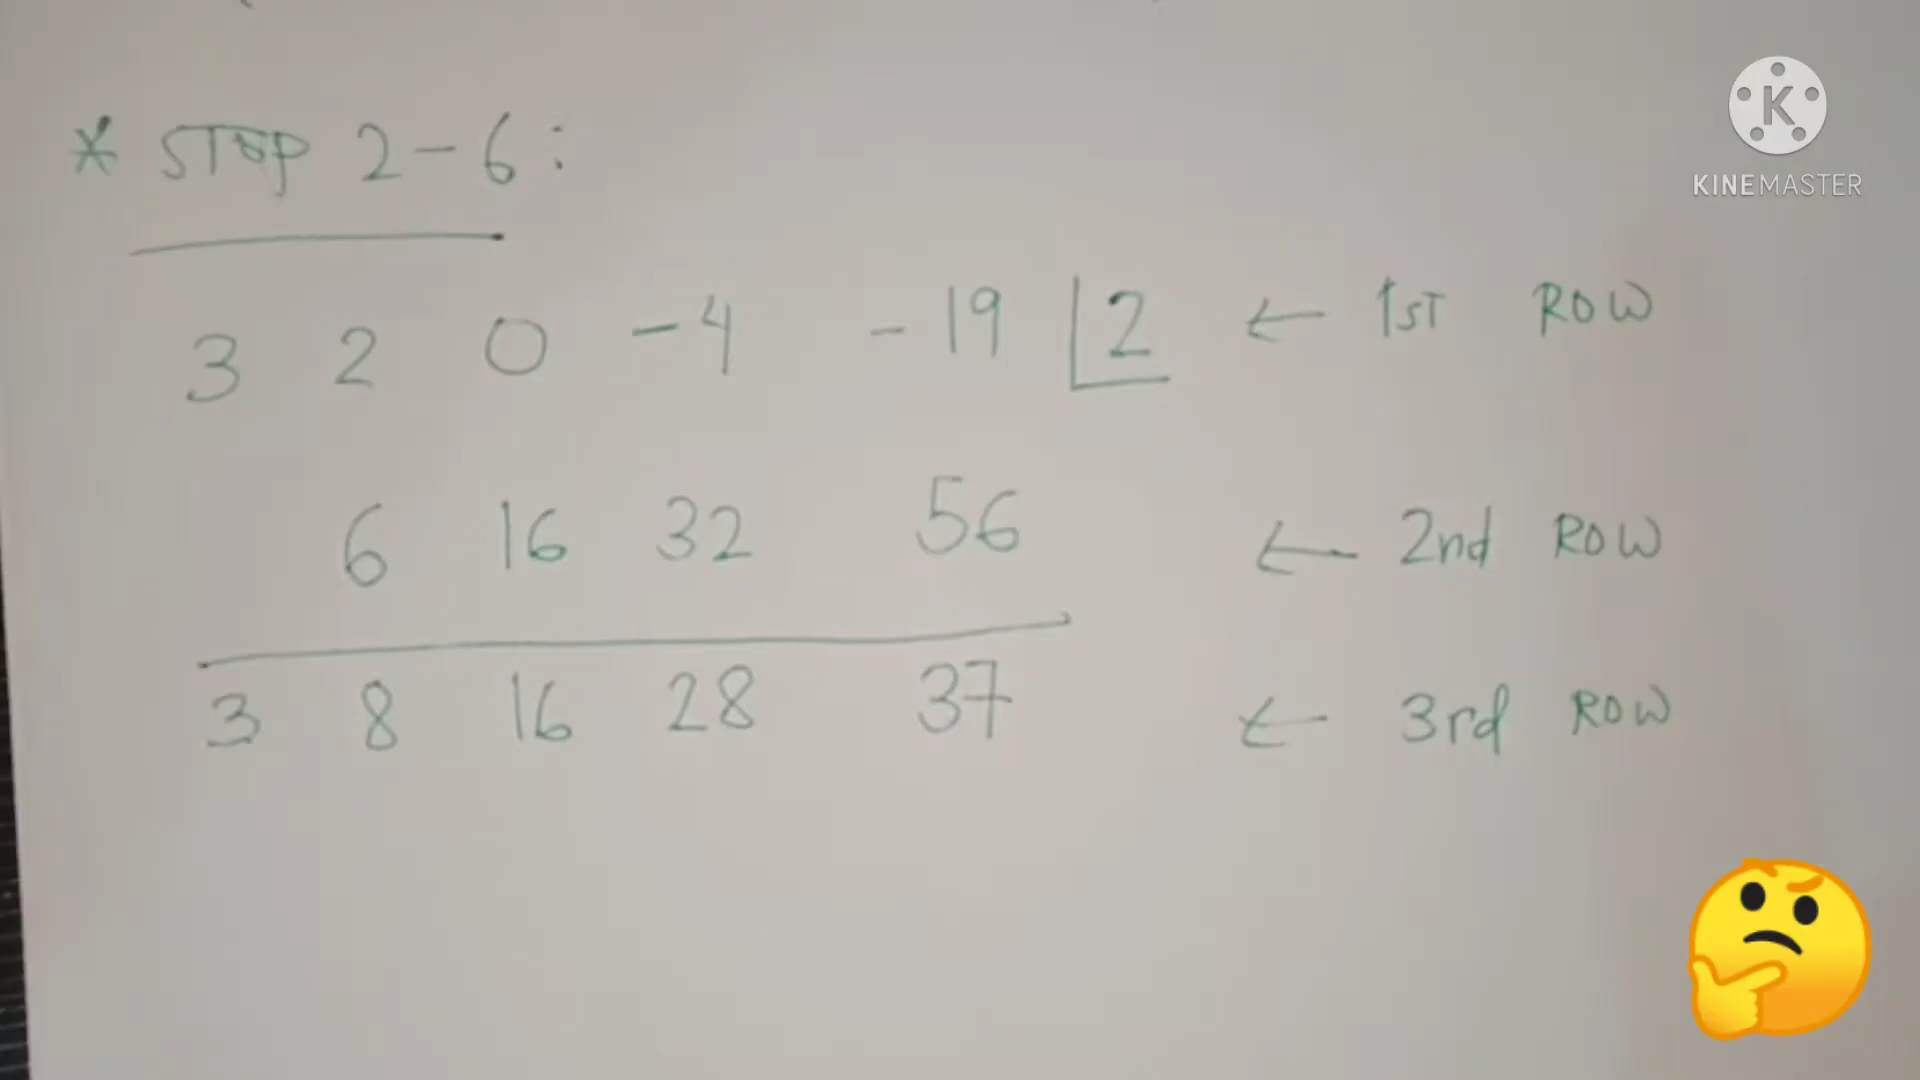 * STEP 2-6:
KINEMASTER
3 2 0 -4 -19 2 ← 1ST ROW
6 16 32 56 ← 2nd ROW
3 8 16 28 37 ← 3rd ROW